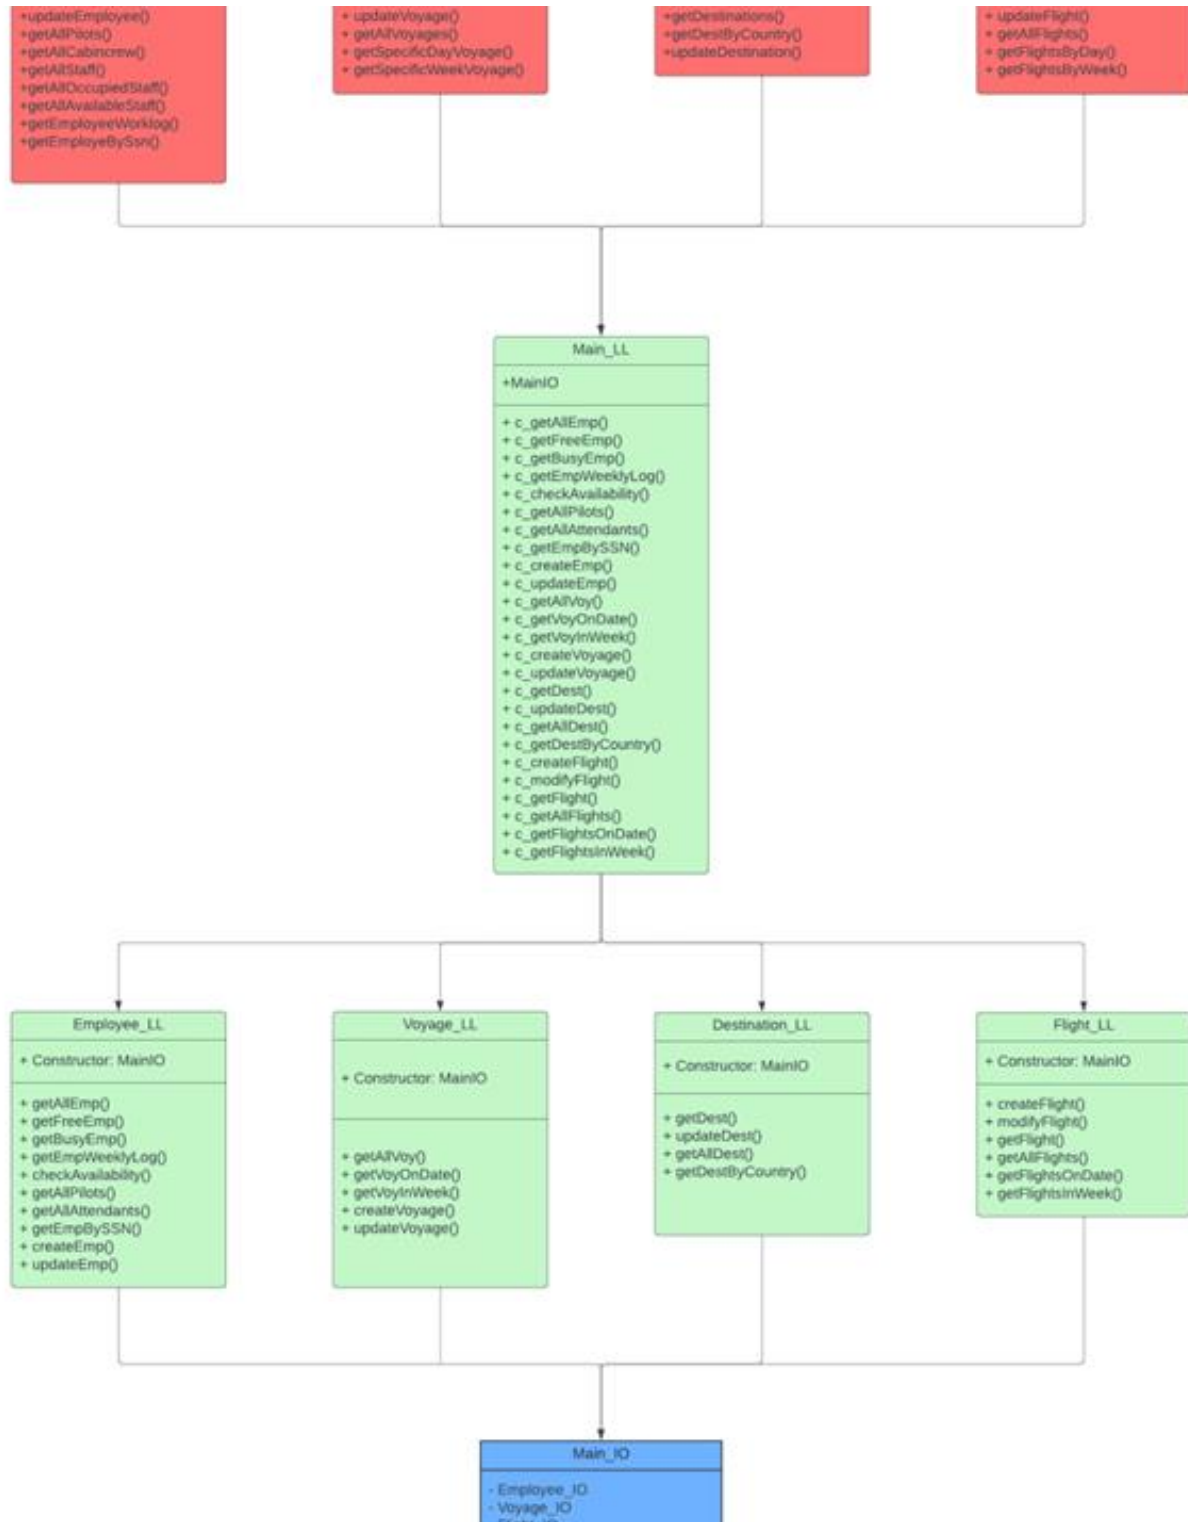 +updateEmployee()
+getAllPilots()
+getAllCabincrew()
+getAllStaff()
+getAllOccupiedStaff()
+getAllAvailableStaff()
+getEmployeeWorklog()
+getEmployeBySsn()
+ updateVoyage()
+ getAllVoyages()
+ getSpecificDayVoyage()
+ getSpecificWeekVoyage()
+getDestinations()
+getDestByCountry()
+updateDestination()
+ updateFlight()
+ getAllFlights()
+ getFlightsByDay()
+ getFlightsByWeek()
Main_LL
+MainIO
+ c_getAllEmp()
+ c_getFreeEmp()
+ c_getBusyEmp()
+ c_getEmpWeeklyLog()
+ c_checkAvailability()
+ c_getAllPilots()
+ c_getAllAttendants()
+ c_getEmpBySSN()
+ c_createEmp()
+ c_updateEmp()
+ c_getAllVoy()
+ c_getVoyOnDate()
+ c_getVoyInWeek()
+ c_createVoyage()
+ c_updateVoyage()
+ c_getDest()
+ c_updateDest()
+ c_getAllDest()
+ c_getDestByCountry()
+ c_createFlight()
+ c_modifyFlight()
+ c_getFlight()
+ c_getAllFlights()
+ c_getFlightsOnDate()
+ c_getFlightsInWeek()
Employee_LL
+ Constructor: MainIO
+ getAllEmp()
+ getFreeEmp()
+ getBusyEmp()
+ getEmpWeeklyLog()
+ checkAvailability()
+ getAllPilots()
+ getAllAttendants()
+ getEmpBySSN()
+ createEmp()
+ updateEmp()
Voyage_LL
+ Constructor: MainIO
+ getAllVoy()
+ getVoyOnDate()
+ getVoyInWeek()
+ createVoyage()
+ updateVoyage()
Destination_LL
+ Constructor: MainIO
+ getDest()
+ updateDest()
+ getAllDest()
+ getDestByCountry()
Flight_LL
+ Constructor: MainIO
+ createFlight()
+ modifyFlight()
+ getFlight()
+ getAllFlights()
+ getFlightsOnDate()
+ getFlightsInWeek()
Main_IO
- Employee_IO
- Voyage_IO